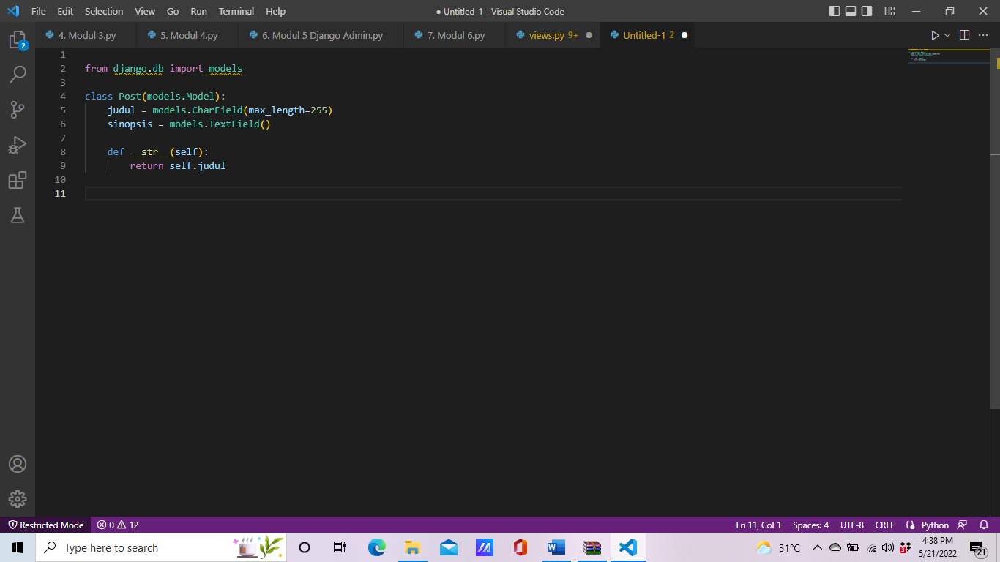 File Edit Selection View Go Run Terminal Help ● Untitled-1 - Visual Studio Code
4. Modul 3.py 5. Modul 4.py 6. Modul 5 Django Admin.py 7. Modul 6.py views.py 9+ ● Untitled-1 2 ●
2
1
2 from django.db import models
3
4 class Post(models.Model):
5 judul = models.CharField(max_length=255)
6 sinopsis = models.TextField()
7
8 def __str__(self):
9 return self.judul
10
11
Restricted Mode 0 12 Ln 11, Col 1 Spaces: 4 UTF-8 CRLF Python
Type here to search 31°C 3 4:38 PM 21
5/21/2022